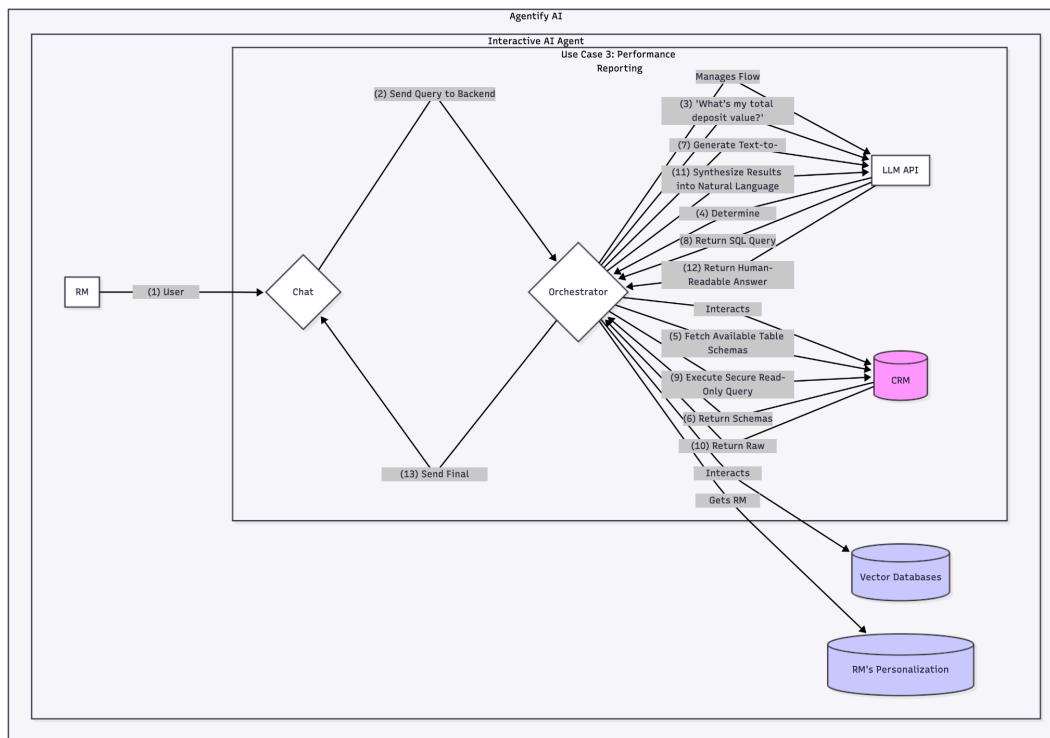 Agentify AI
Interactive AI Agent
Use Case 3: Performance
Reporting
Manages Flow
(2) Send Query to Backend
(3) 'What's my total
deposit value?'
(7) Generate Text-to-
LLM API
(11) Synthesize Results
into Natural Language
(4) Determine
(8) Return SQL Query
(12) Return Human-
Readable Answer
RM
(1) User
Chat
Orchestrator
Interacts
(5) Fetch Available Table
Schemas
(9) Execute Secure Read-
Only Query
CRM
(6) Return Schemas
(10) Return Raw
(13) Send Final
Interacts
Gets RM
Vector Databases
RM's Personalization